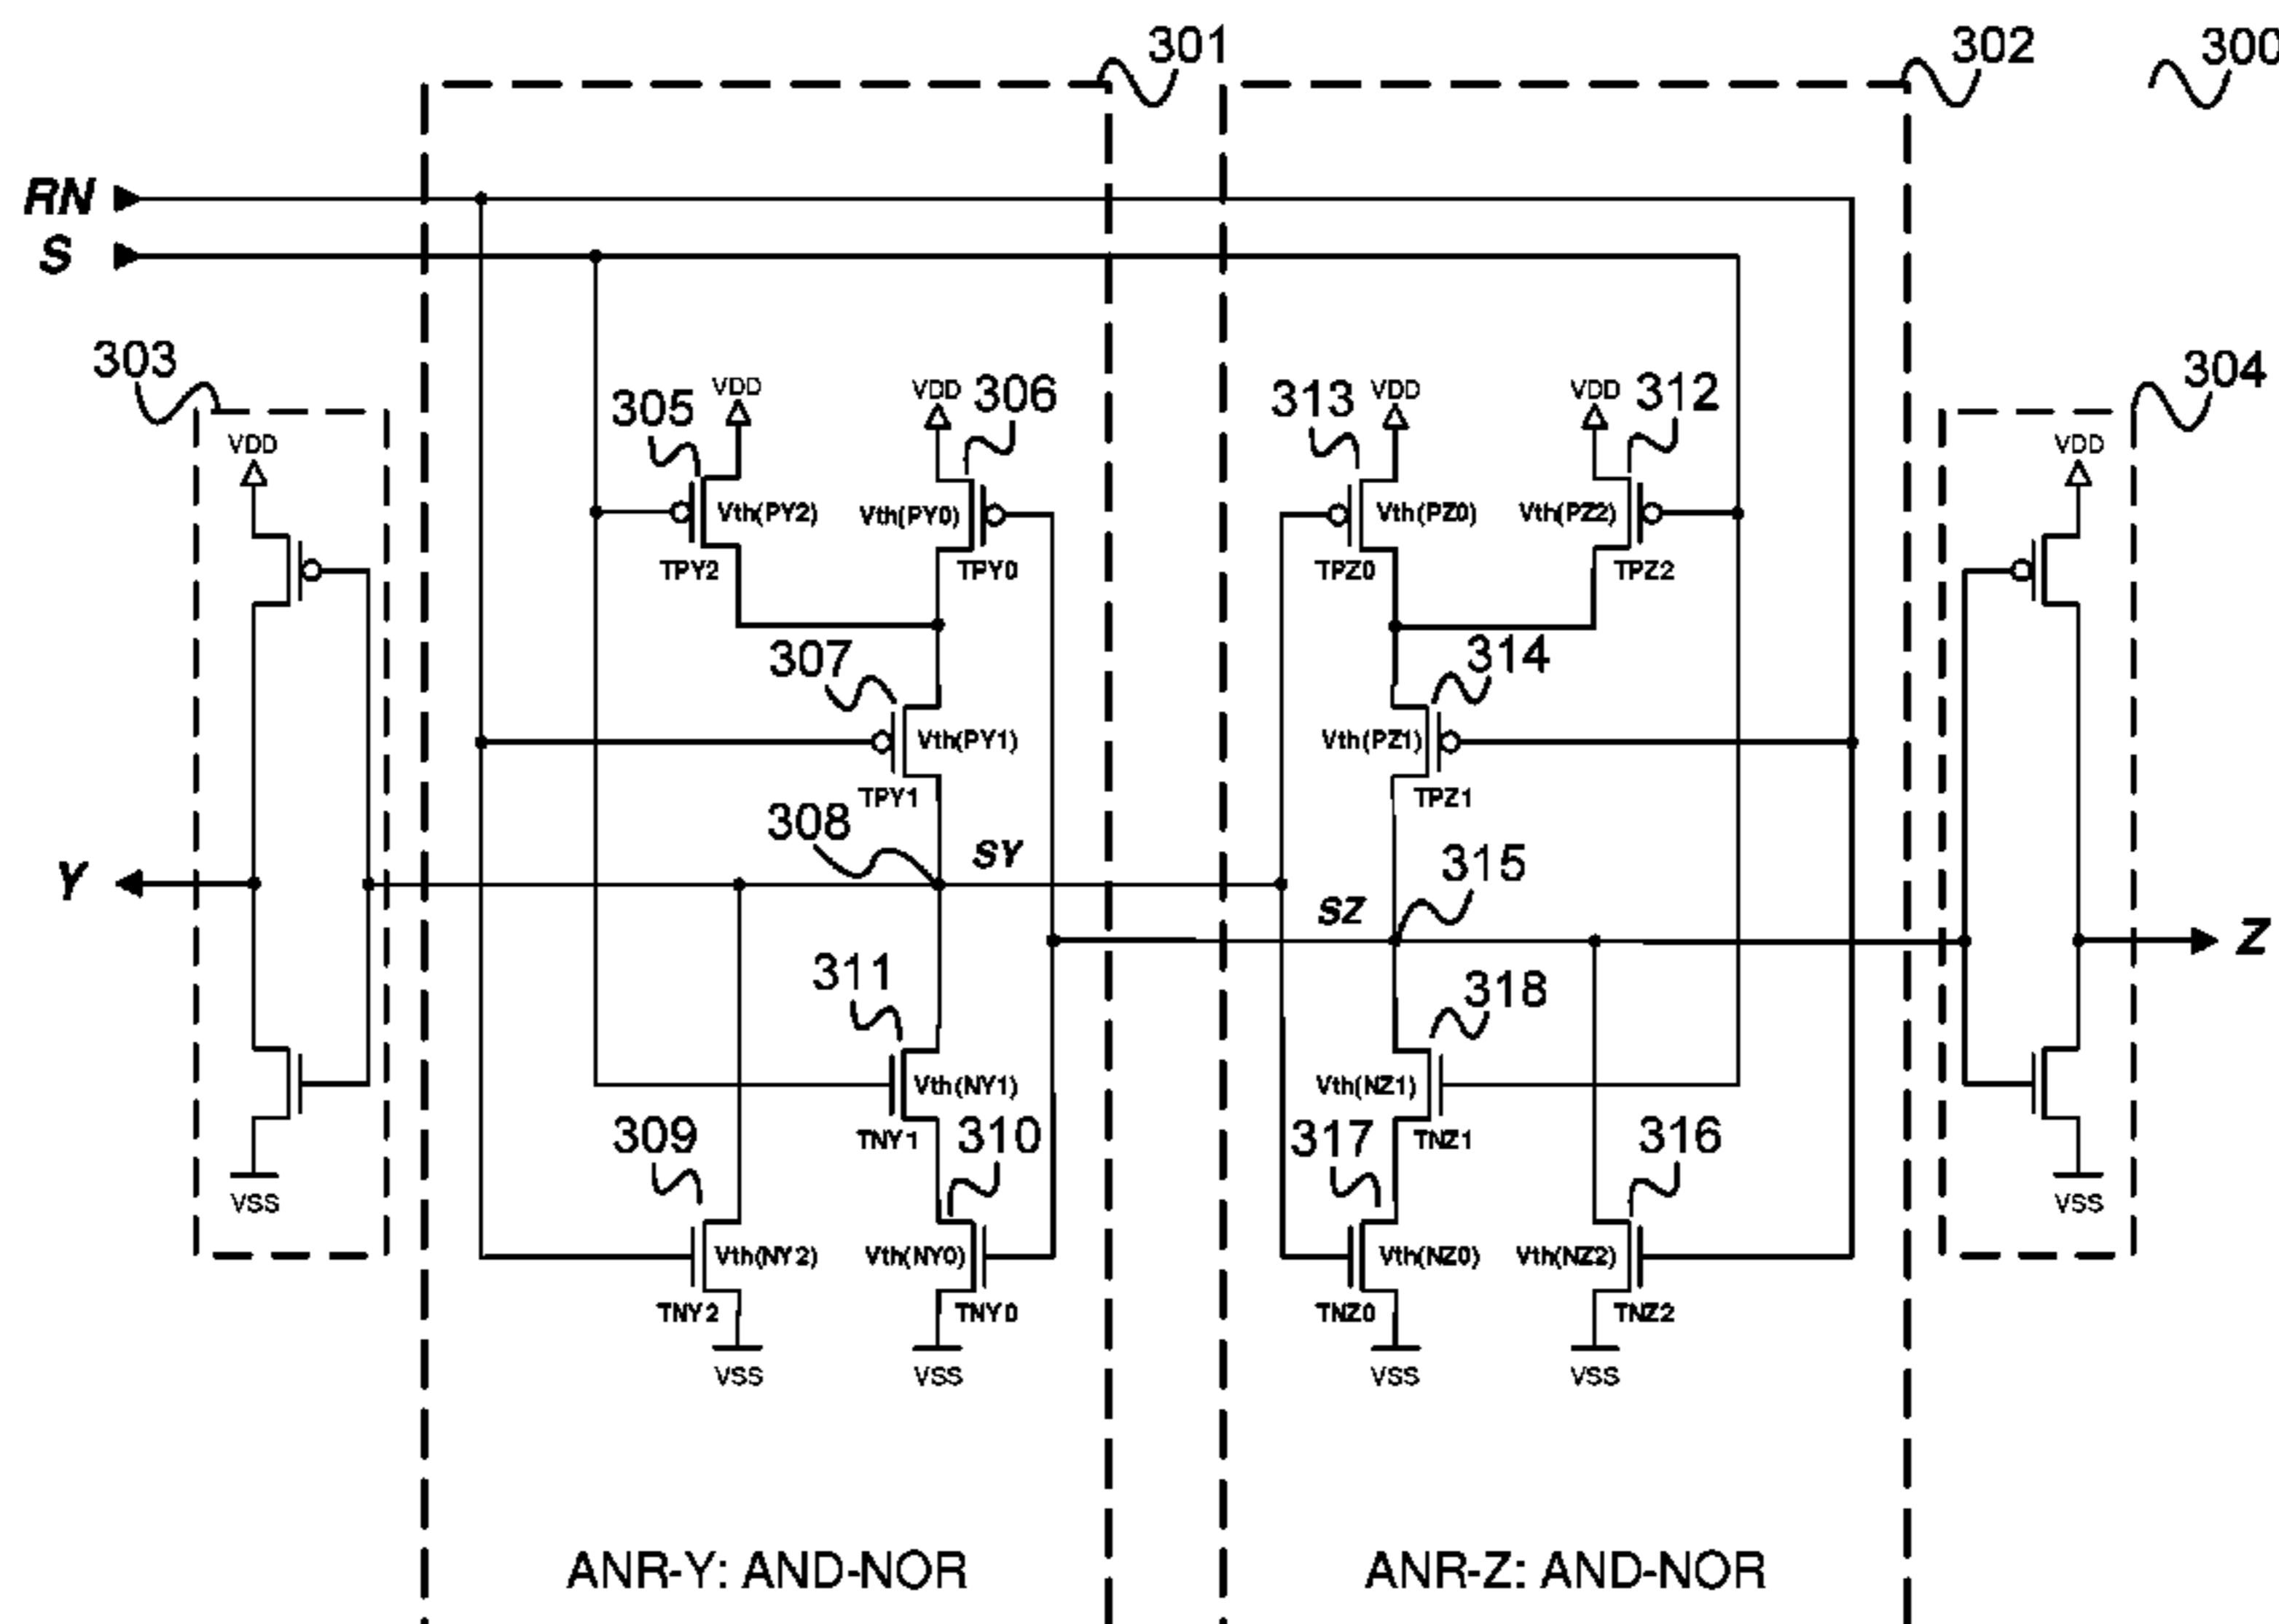 301
302
300
RN
S
303
304
305
VDD
VDD
306
313
VDD
VDD
312
VDD
VDD
Vth(PY2)
Vth(PY0)
Vth(PZ0)
Vth(PZ2)
TPY2
TPY0
TPZ0
TPZ2
307
314
Vth(PY1)
Vth(PZ1)
TPY1
TPZ1
308
SY
315
Y
SZ
Z
311
318
Vth(NY1)
Vth(NZ1)
309
TNY1
310
317
TNZ1
316
VSS
VSS
Vth(NY2)
Vth(NY0)
Vth(NZ0)
Vth(NZ2)
TNY2
TNY0
TNZ0
TNZ2
VSS
VSS
VSS
VSS
ANR-Y: AND-NOR
ANR-Z: AND-NOR